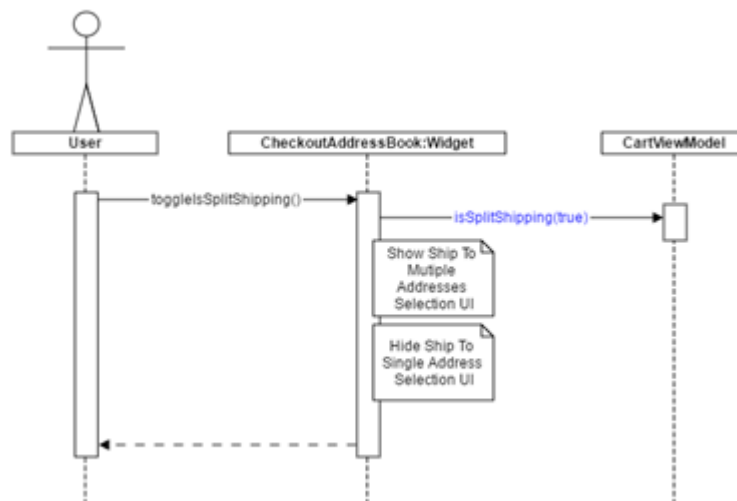 User
CheckoutAddressBook:Widget
CartViewModel
toggleIsSplitShipping()
isSplitShipping(true)
Show Ship To
Mutiple
Addresses
Selection UI
Hide Ship To
Single Address
Selection UI